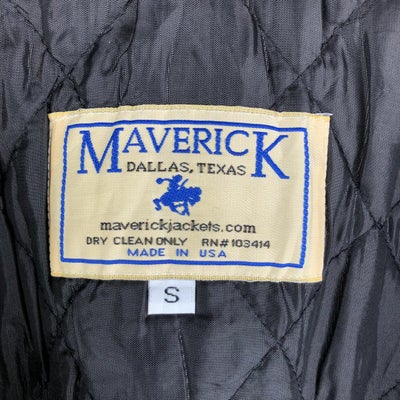 MAVERICK
DALLAS, TEXAS
maverickjackets.com
DRY CLEAN ONLY RN# 103414
MADE IN USA
S